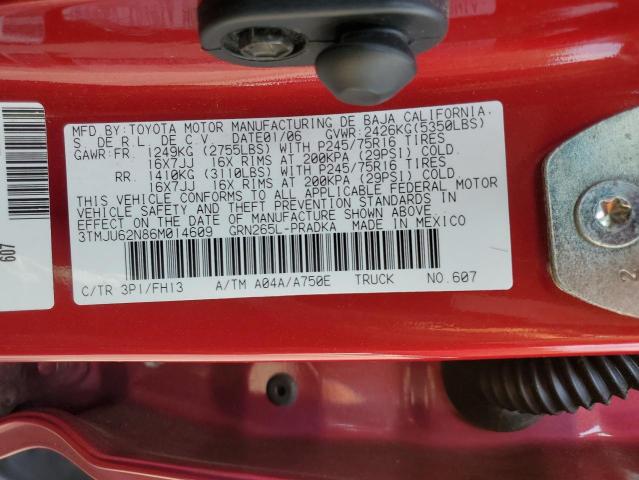 MFD.BY:TOYOTA MOTOR MANUFACTURING DE BAJA CALIFORNIA,
S. DE R.L. DE C.V. DATE01/06 GVWR:2426KG(5350LBS)
GAWR:FR. 1249KG (2755LBS) WITH P245/75R16 TIRES
16X7JJ 16X RIMS AT 200KPA (29PSI) COLD.
RR. 1410KG (3110LBS) WITH P245/75R16 TIRES
16X7JJ 16X RIMS AT 200KPA (29PSI) COLD.
THIS VEHICLE CONFORMS TO ALL APPLICABLE FEDERAL MOTOR
VEHICLE SAFETY AND THEFT PREVENTION STANDARDS IN
EFFECT ON THE DATE OF MANUFACTURE SHOWN ABOVE.
3TMJU62N86M014609 GRN265L-PRADKA MADE IN MEXICO
C/TR 3P1/FH13 A/TM A04A/A750E TRUCK NO.607
607
2